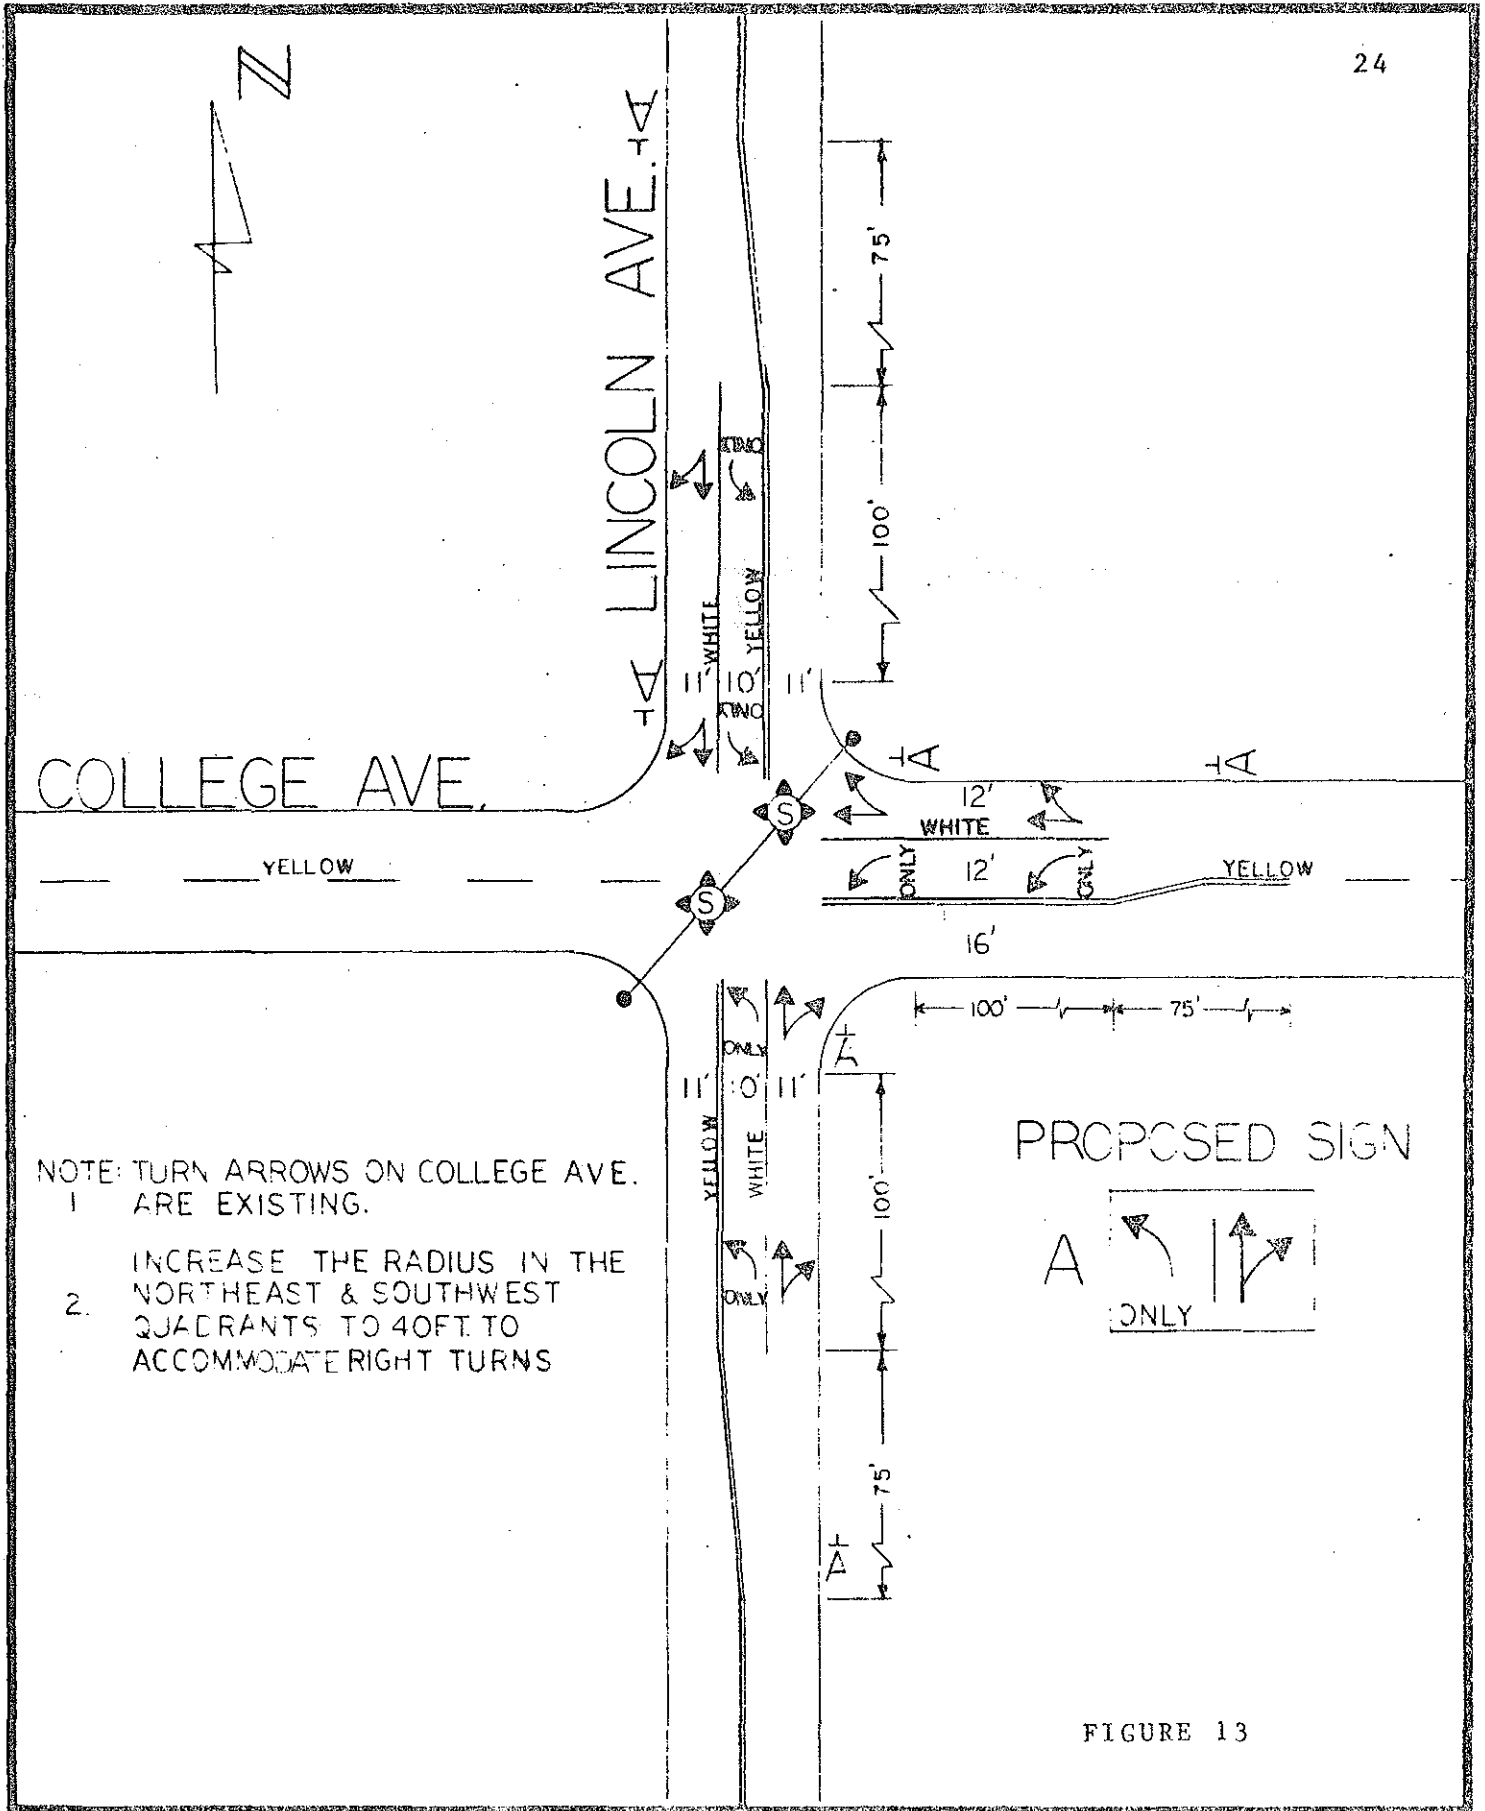 24
N
LINCOLN AVE.
A
75'
100'
ONLY
WHITE
YELLOW
A
11' 10' 11'
ONLY
COLLEGE AVE.
A
A
12'
WHITE
YELLOW
ONLY
12'
ONLY
YELLOW
S
S
16'
100'
75'
ONLY
A
11' 10' 11'
YELLOW
WHITE
100'
ONLY
75'
A
NOTE: TURN ARROWS ON COLLEGE AVE.
1 ARE EXISTING.
INCREASE THE RADIUS IN THE
2. NORTHEAST & SOUTHWEST
QUADRANTS TO 40FT. TO
ACCOMMODATE RIGHT TURNS
PROPOSED SIGN
A
ONLY
FIGURE 13